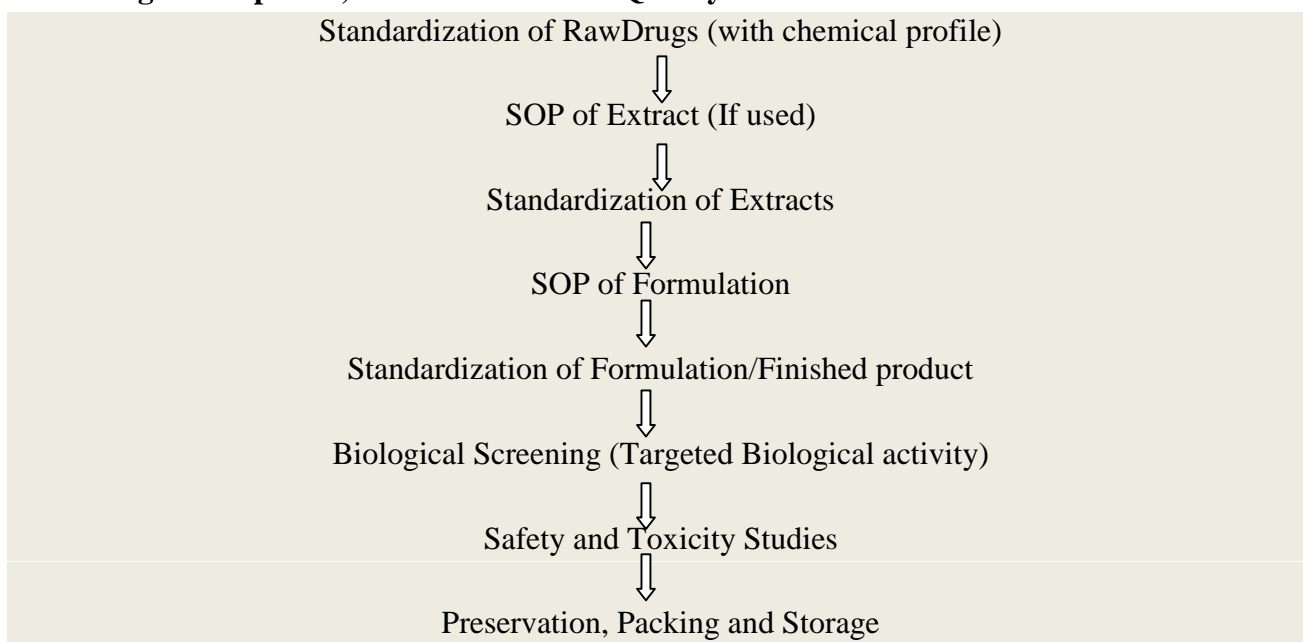 Standardization of RawDrugs (with chemical profile)
SOP of Extract (If used)
Standardization of Extracts
SOP of Formulation
Standardization of Formulation/Finished product
Biological Screening (Targeted Biological activity)
Safety and Toxicity Studies
Preservation, Packing and Storage